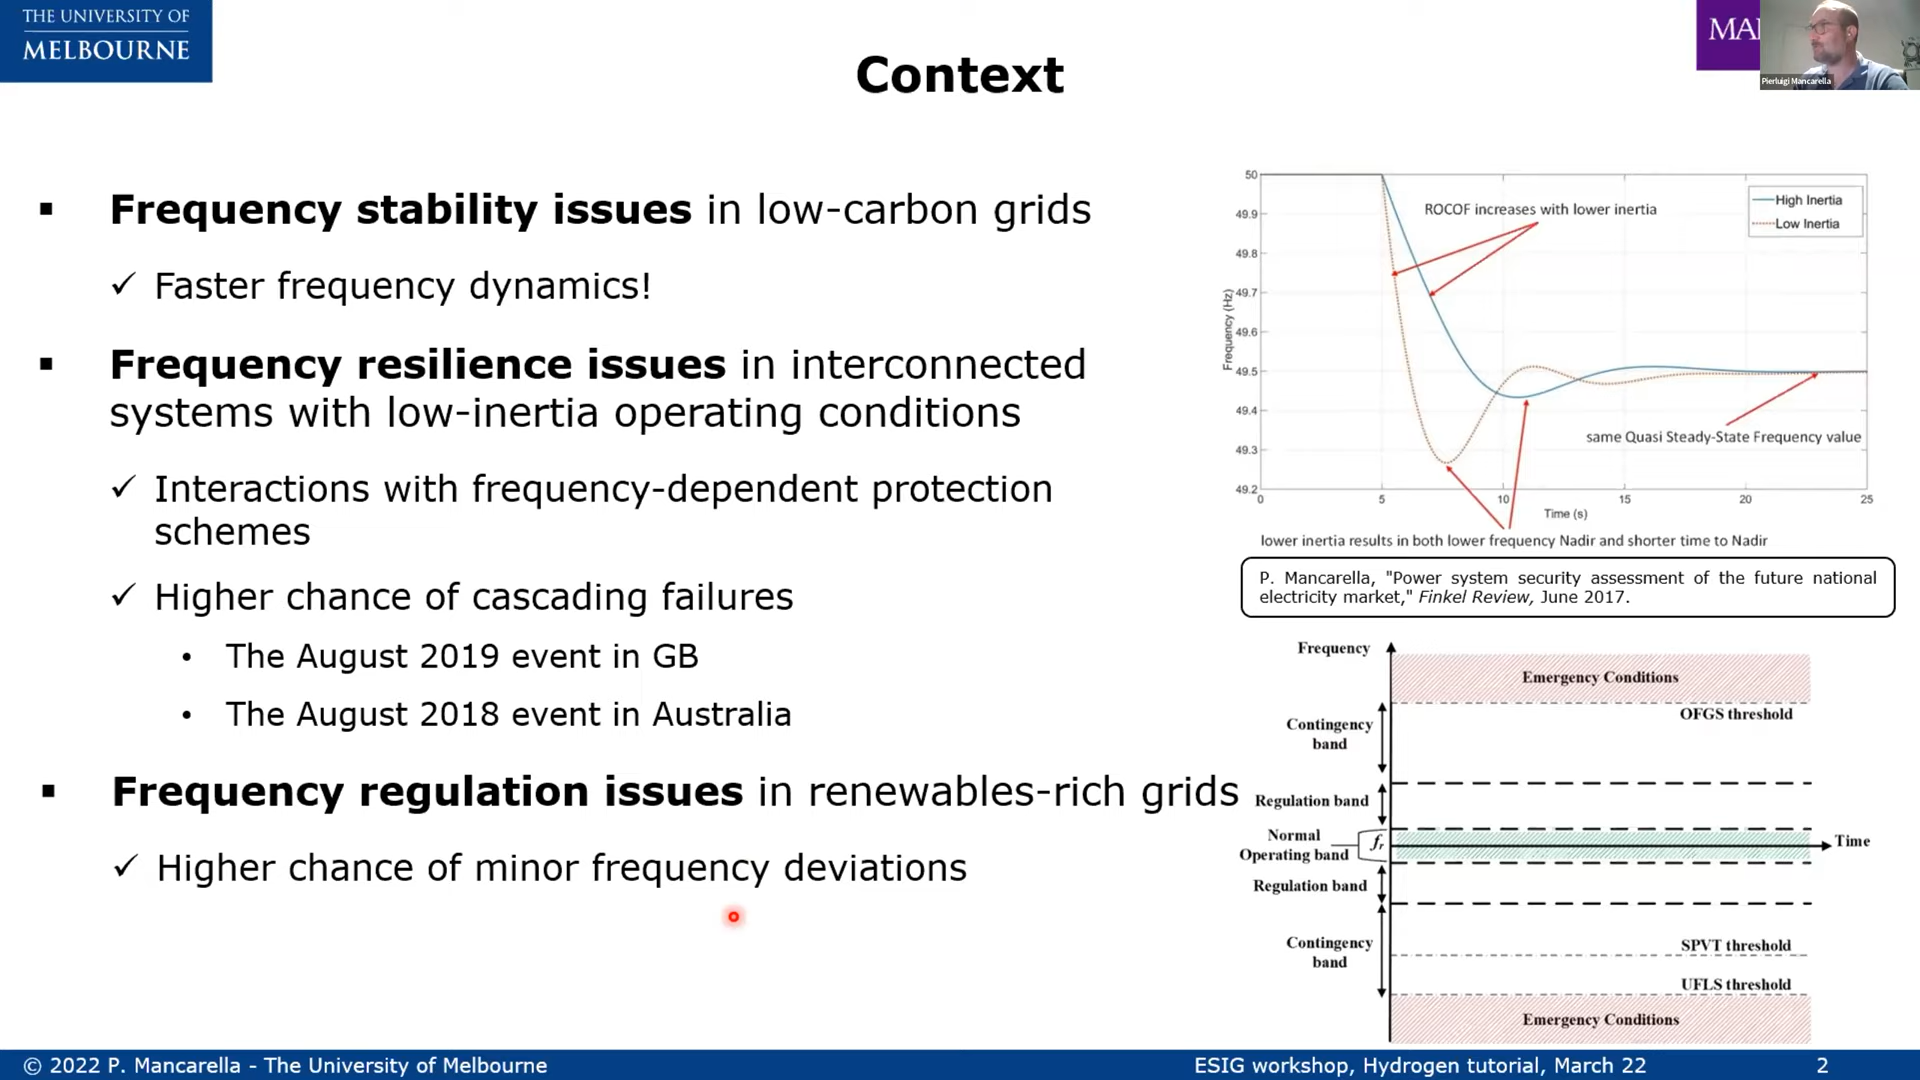 THE UNIVERSITY OF
MELBOURNE
MA
Pierluigi Mancarella
Context
▪ Frequency stability issues in low-carbon grids
✓ Faster frequency dynamics!
▪ Frequency resilience issues in interconnected
systems with low-inertia operating conditions
✓ Interactions with frequency-dependent protection
schemes
✓ Higher chance of cascading failures
• The August 2019 event in GB
• The August 2018 event in Australia
▪ Frequency regulation issues in renewables-rich grids
✓ Higher chance of minor frequency deviations
50
49.9
49.8
49.7
49.6
49.5
49.4
49.3
49.2
Frequency (Hz)
0 5 10 15 20 25
Time (s)
ROCOF increases with lower inertia
High Inertia
Low Inertia
same Quasi Steady-State Frequency value
lower inertia results in both lower frequency Nadir and shorter time to Nadir
P. Mancarella, "Power system security assessment of the future national
electricity market," Finkel Review, June 2017.
Frequency
Emergency Conditions
OFGS threshold
Contingency
band
Regulation band
Normal
Operating band
fr
Time
Regulation band
Contingency
band
SPVT threshold
UFLS threshold
Emergency Conditions
© 2022 P. Mancarella - The University of Melbourne
ESIG workshop, Hydrogen tutorial, March 22
2